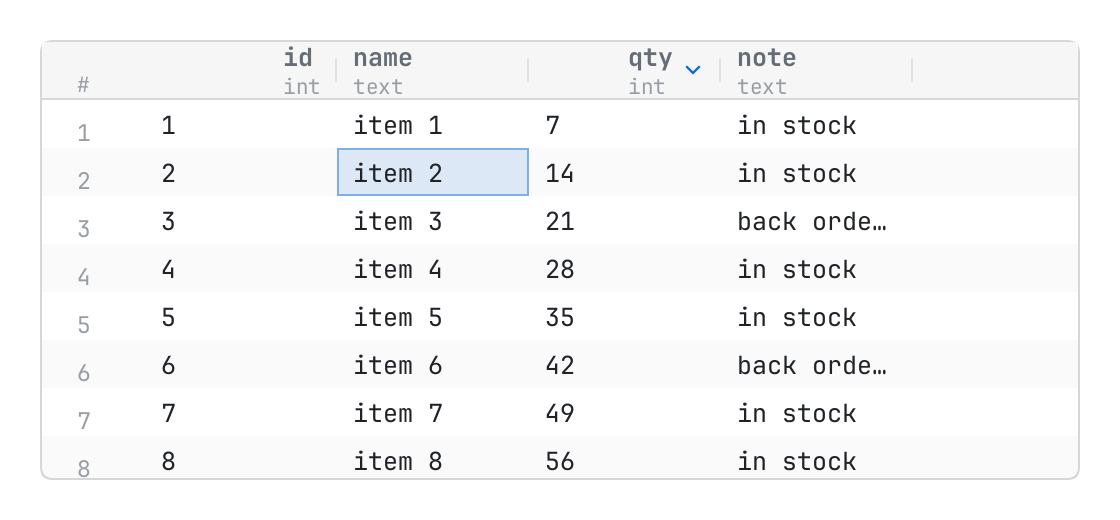 # id int name text qty int note text
1 1 item 1 7 in stock
2 2 item 2 14 in stock
3 3 item 3 21 back orde…
4 4 item 4 28 in stock
5 5 item 5 35 in stock
6 6 item 6 42 back orde…
7 7 item 7 49 in stock
8 8 item 8 56 in stock